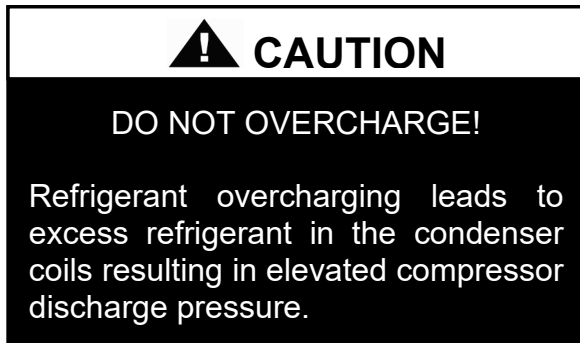 CAUTION
DO NOT OVERCHARGE!
Refrigerant overcharging leads to
excess refrigerant in the condenser
coils resulting in elevated compressor
discharge pressure.